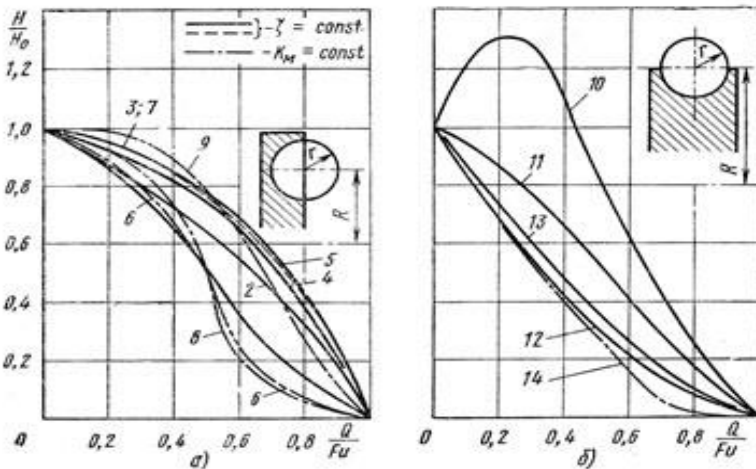 H
H₀
1,2
1,0
0,8
0,6
0,4
0,2
0
}-ζ = const
-Kм = const
3; 7
9
6
2
5
4
8
6
r
R
0,2
0,4
0,6
0,8
Q
Fu
а)
10
11
13
12
14
r
R
0
0,2
0,4
0,6
0,8
Q
Fu
б)